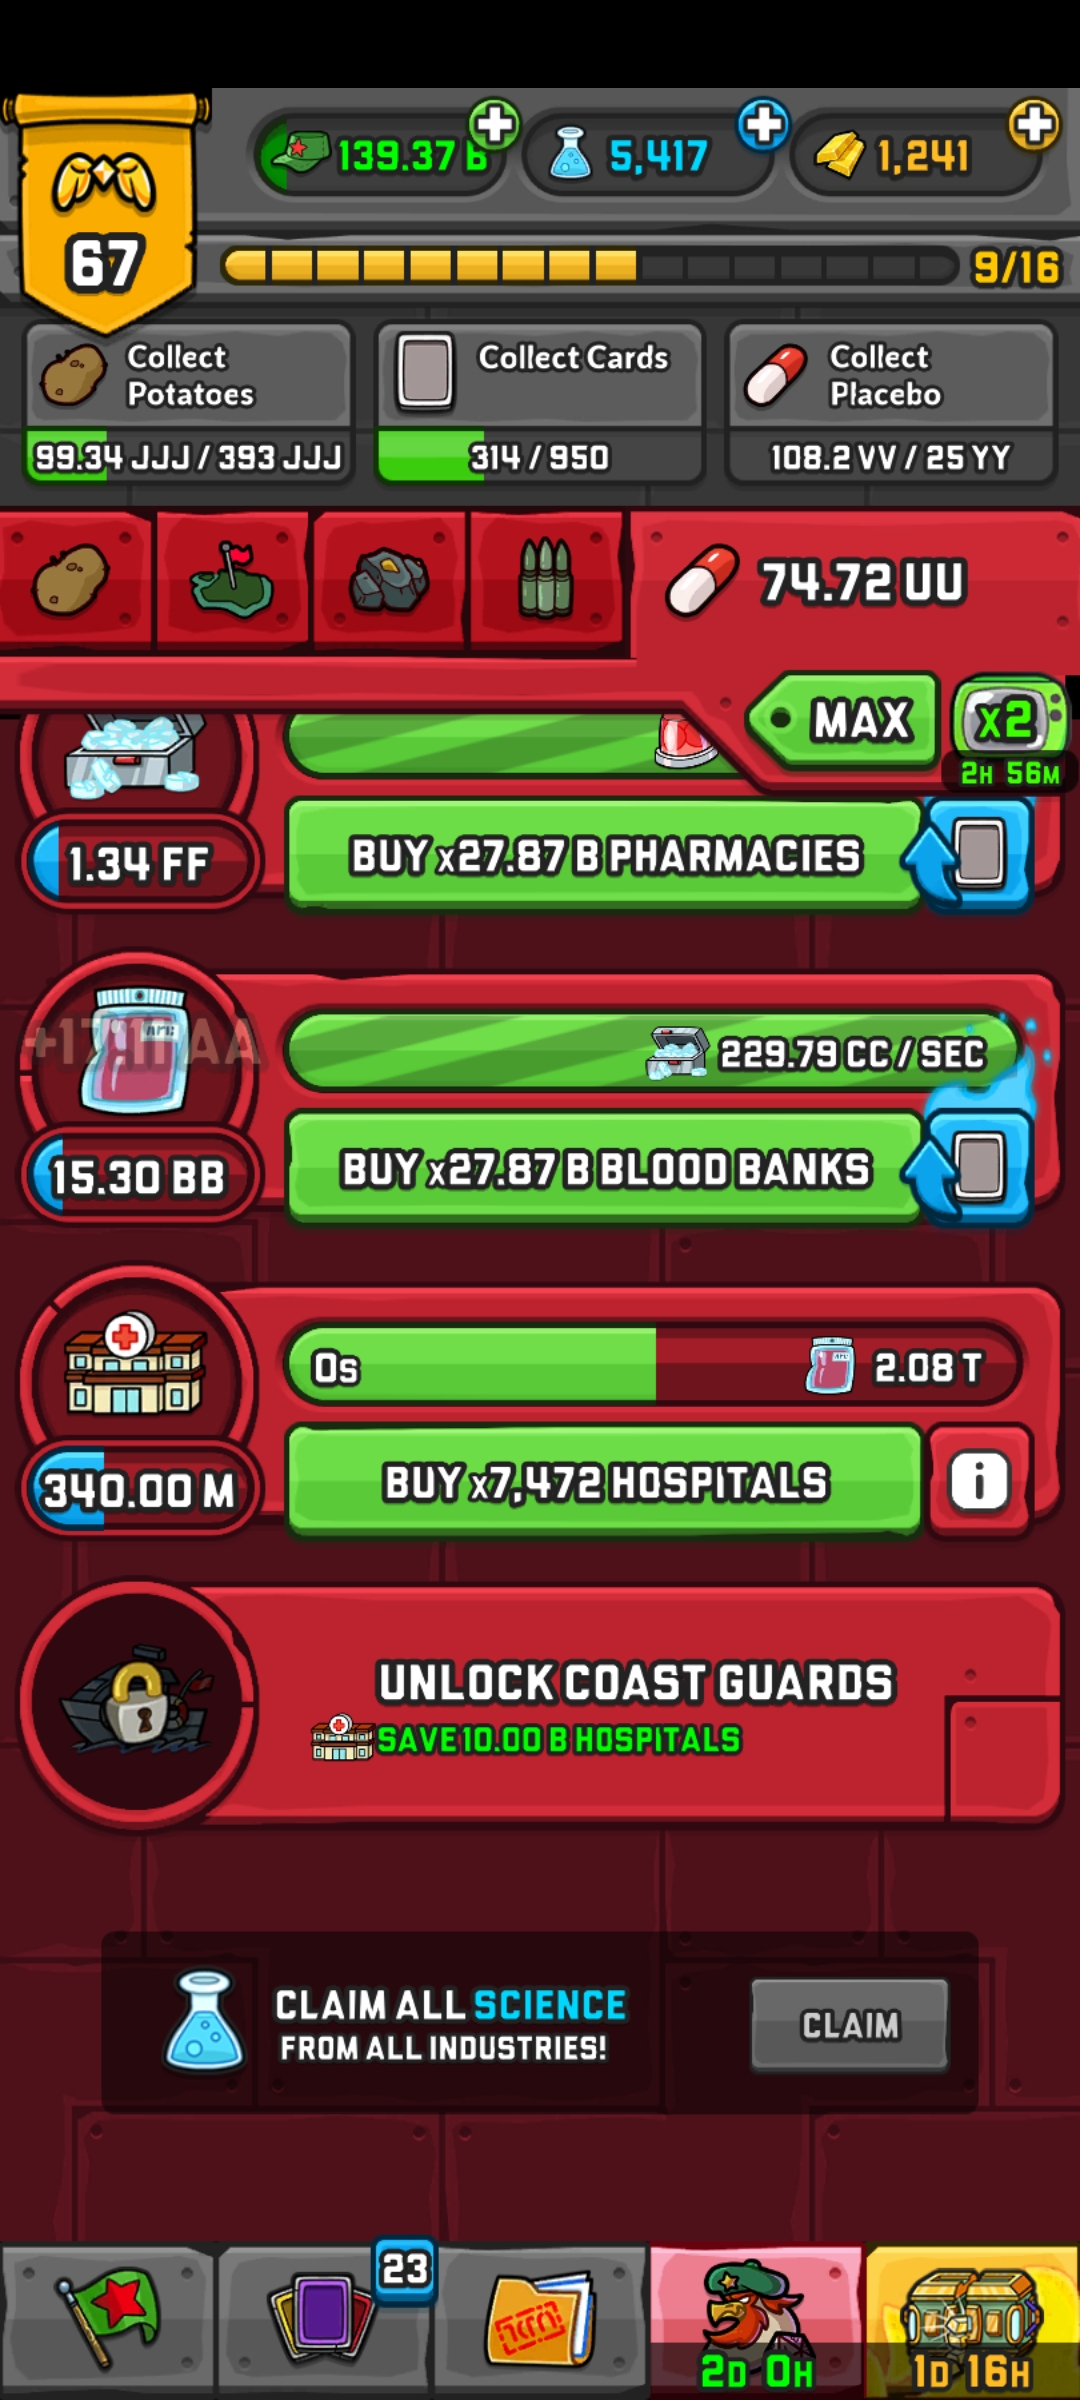 139.37 B
5,417
1,241
67
9/16
Collect
Potatoes
99.34 JJJ / 393 JJJ
Collect Cards
314 / 950
Collect
Placebo
108.2 VV / 25 YY
74.72 UU
MAX
X2
2H 56M
1.34 FF
BUY x27.87 B PHARMACIES
229.79 CC / SEC
15.30 BB
BUY x27.87 B BLOOD BANKS
0s
2.08 T
340.00 M
BUY x7,472 HOSPITALS
i
UNLOCK COAST GUARDS
SAVE 10.00 B HOSPITALS
CLAIM ALL SCIENCE
FROM ALL INDUSTRIES!
CLAIM
23
2D 0H
1D 16H